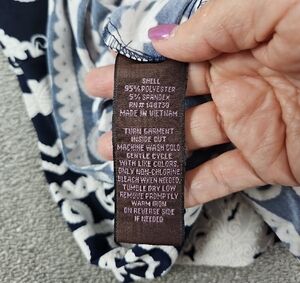 SHELL
95% POLYESTER
5% SPANDEX
RN# 140730
MADE IN VIETNAM
TURN GARMENT
INSIDE OUT
MACHINE WASH COLD
GENTLE CYCLE
WITH LIKE COLORS.
ONLY NON-CHLORINE
BLEACH WHEN NEEDED.
TUMBLE DRY LOW
REMOVE PROMPTLY
WARM IRON
ON REVERSE SIDE
IF NEEDED